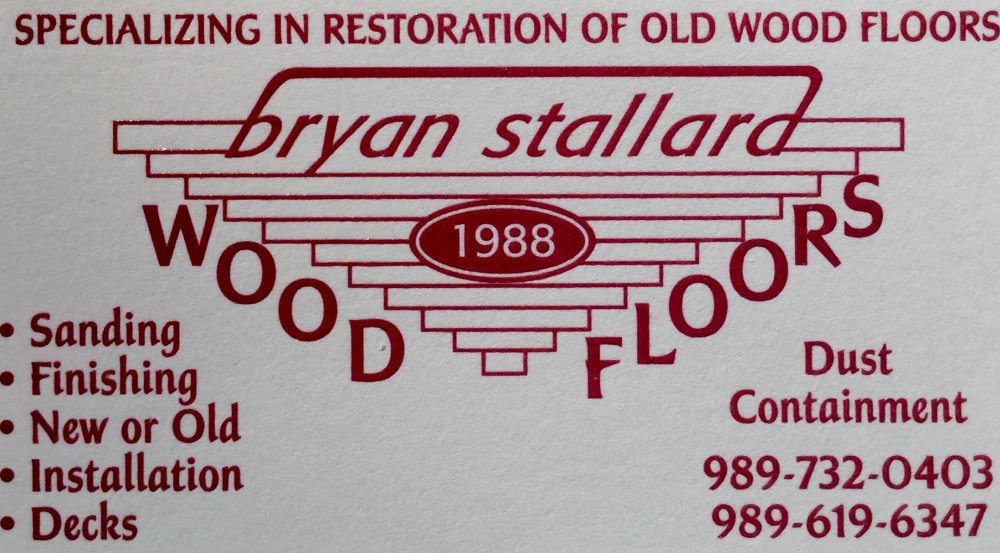 SPECIALIZING IN RESTORATION OF OLD WOOD FLOORS
bryan stallard
1988
WOOD FLOORS
• Sanding
• Finishing
• New or Old
• Installation
• Decks
Dust
Containment
989-732-0403
989-619-6347